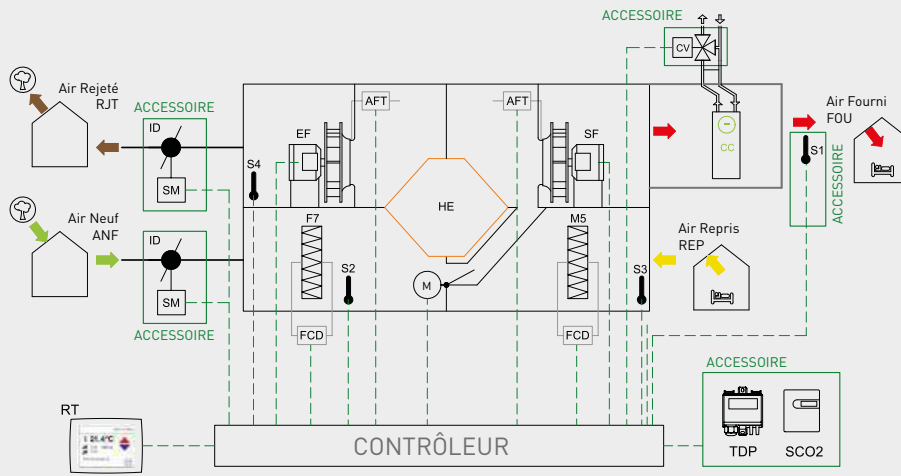 ACCESSOIRE
CV
Air Rejeté
RJT
ACCESSOIRE
ID
SM
S4
EF
AFT
AFT
SF
CC
Air Fourni
FOU
S1
ACCESSOIRE
HE
Air Neuf
ANF
ID
SM
ACCESSOIRE
F7
S2
M
M5
S3
Air Repris
REP
FCD
FCD
ACCESSOIRE
TDP
SCO2
RT
21.4°C
CONTRÔLEUR